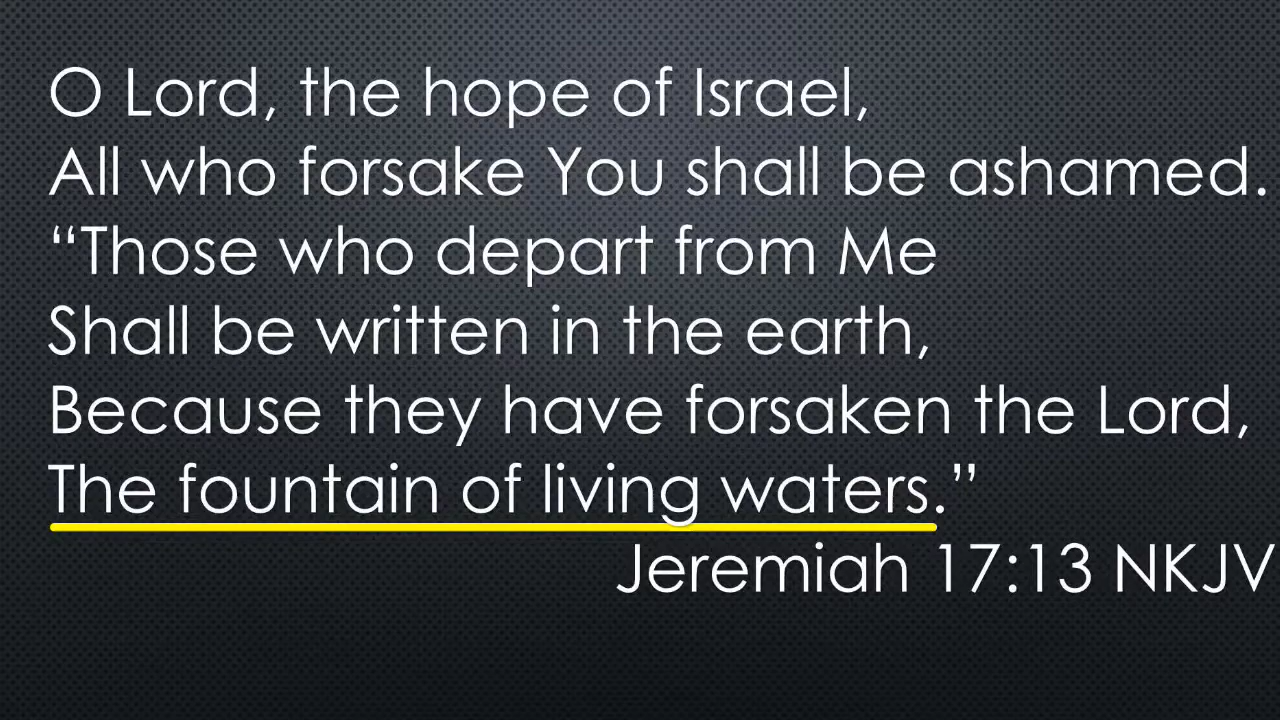 O Lord, the hope of Israel,
All who forsake You shall be ashamed.
“Those who depart from Me
Shall be written in the earth,
Because they have forsaken the Lord,
The fountain of living waters.”
Jeremiah 17:13 NKJV